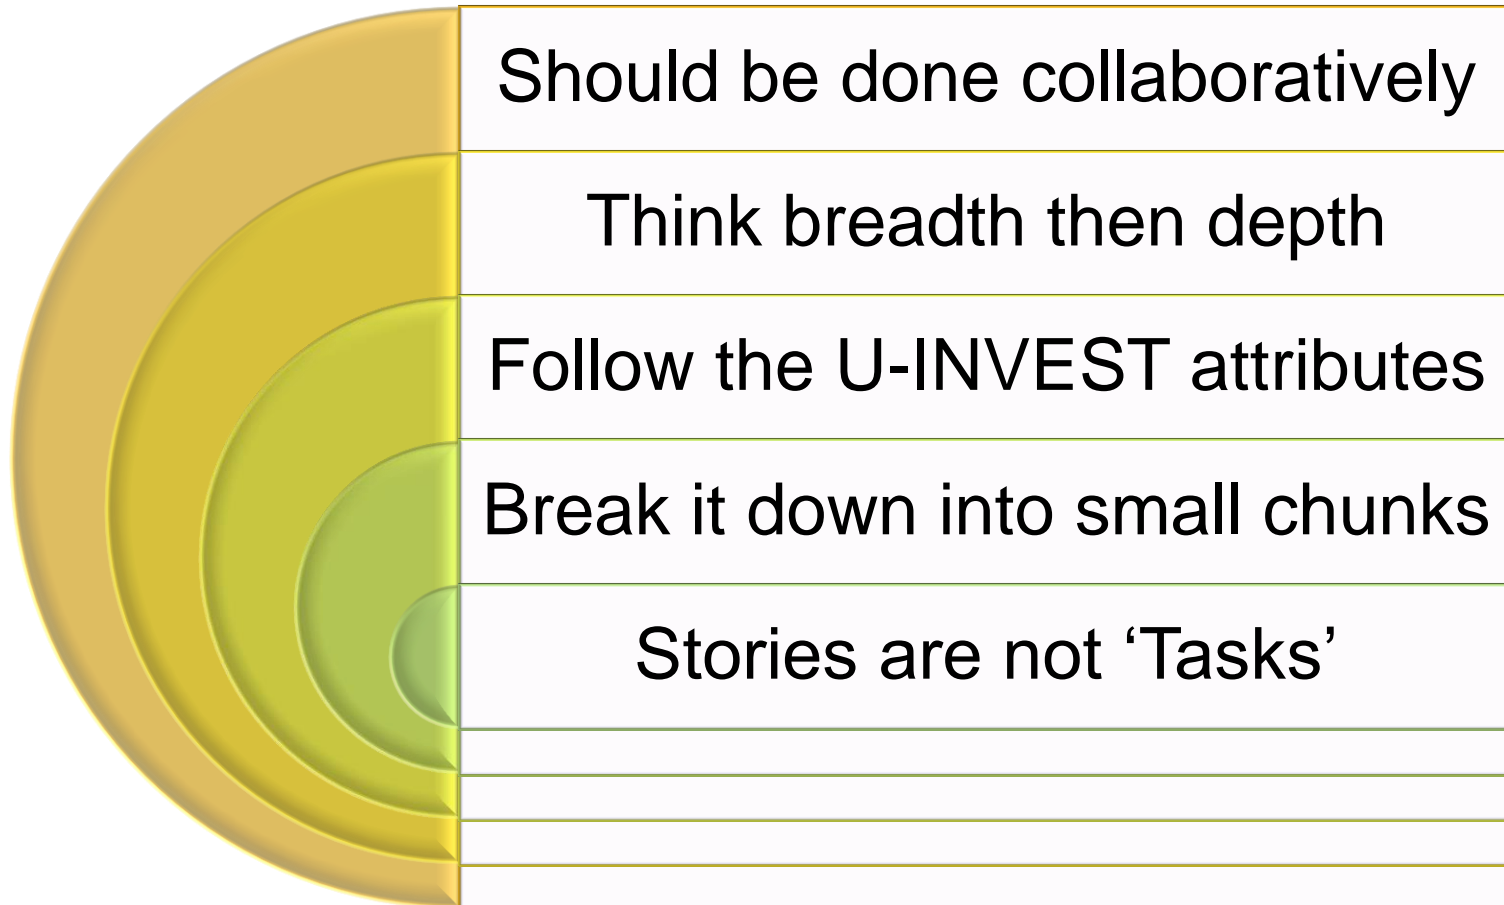 Should be done collaboratively
Think breadth then depth
Follow the U-INVEST attributes
Break it down into small chunks
Stories are not ‘Tasks’